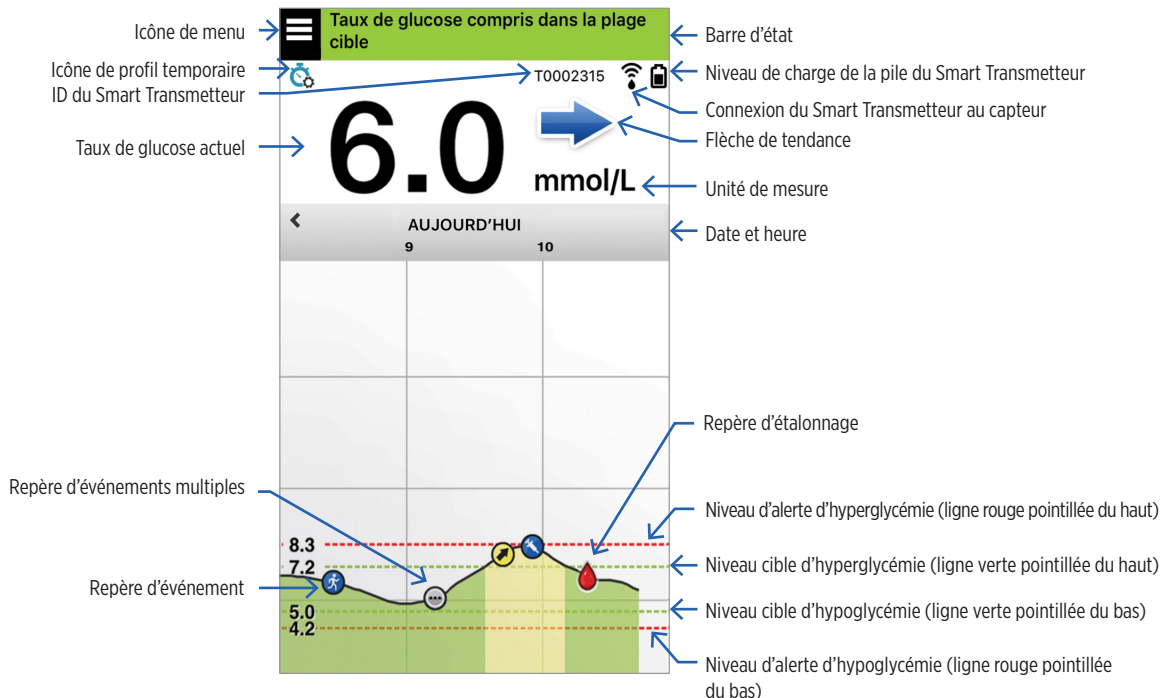 Icône de menu
Taux de glucose compris dans la plage
cible
Barre d'état
Icône de profil temporaire
T0002315
Niveau de charge de la pile du Smart Transmetteur
ID du Smart Transmetteur
Connexion du Smart Transmetteur au capteur
Taux de glucose actuel
6.0
Flèche de tendance
mmol/L
Unité de mesure
AUJOURD'HUI
Date et heure
9 10
Repère d'étalonnage
Repère d'événements multiples
Niveau d'alerte d'hyperglycémie (ligne rouge pointillée du haut)
8.3
7.2
Niveau cible d'hyperglycémie (ligne verte pointillée du haut)
Repère d'événement
5.0
Niveau cible d'hypoglycémie (ligne verte pointillée du bas)
4.2
Niveau d'alerte d'hypoglycémie (ligne rouge pointillée
du bas)